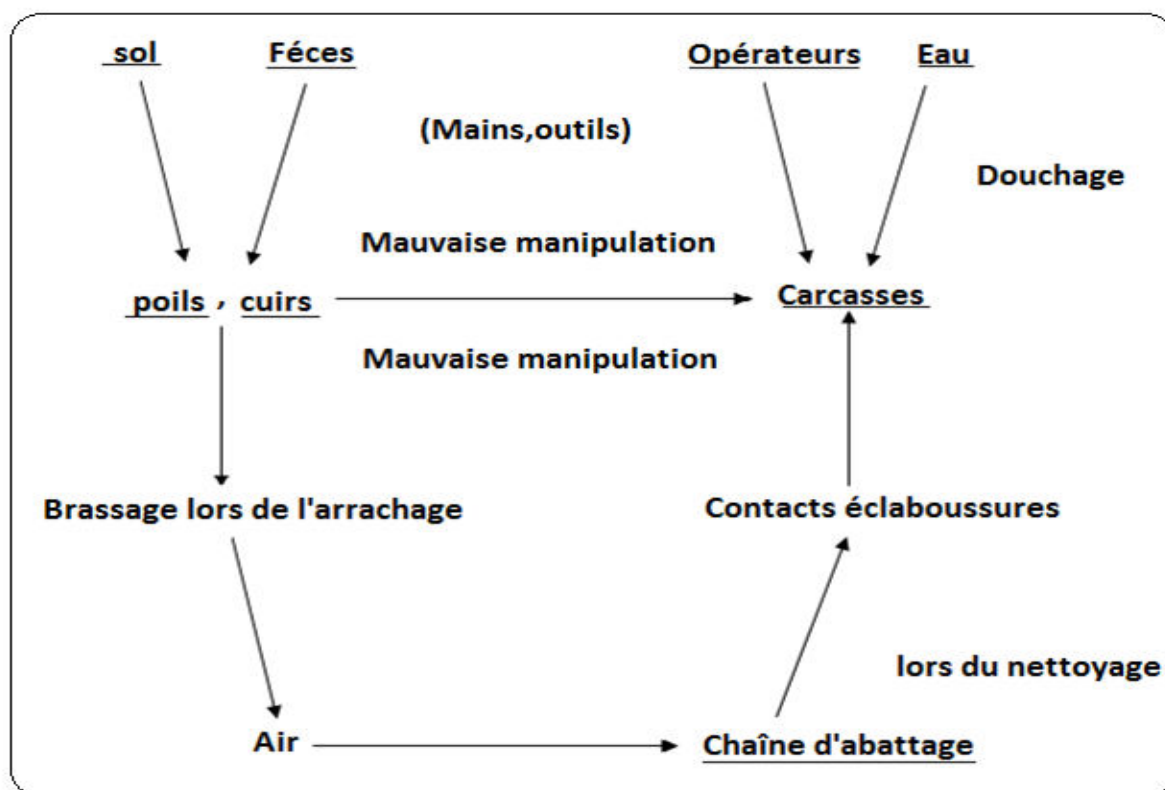 sol Féces Opérateurs Eau
(Mains,outils)
Douchage
Mauvaise manipulation
poils , cuirs Carcasses
Mauvaise manipulation
Brassage lors de l'arrachage Contacts éclaboussures
lors du nettoyage
Air Chaîne d'abattage